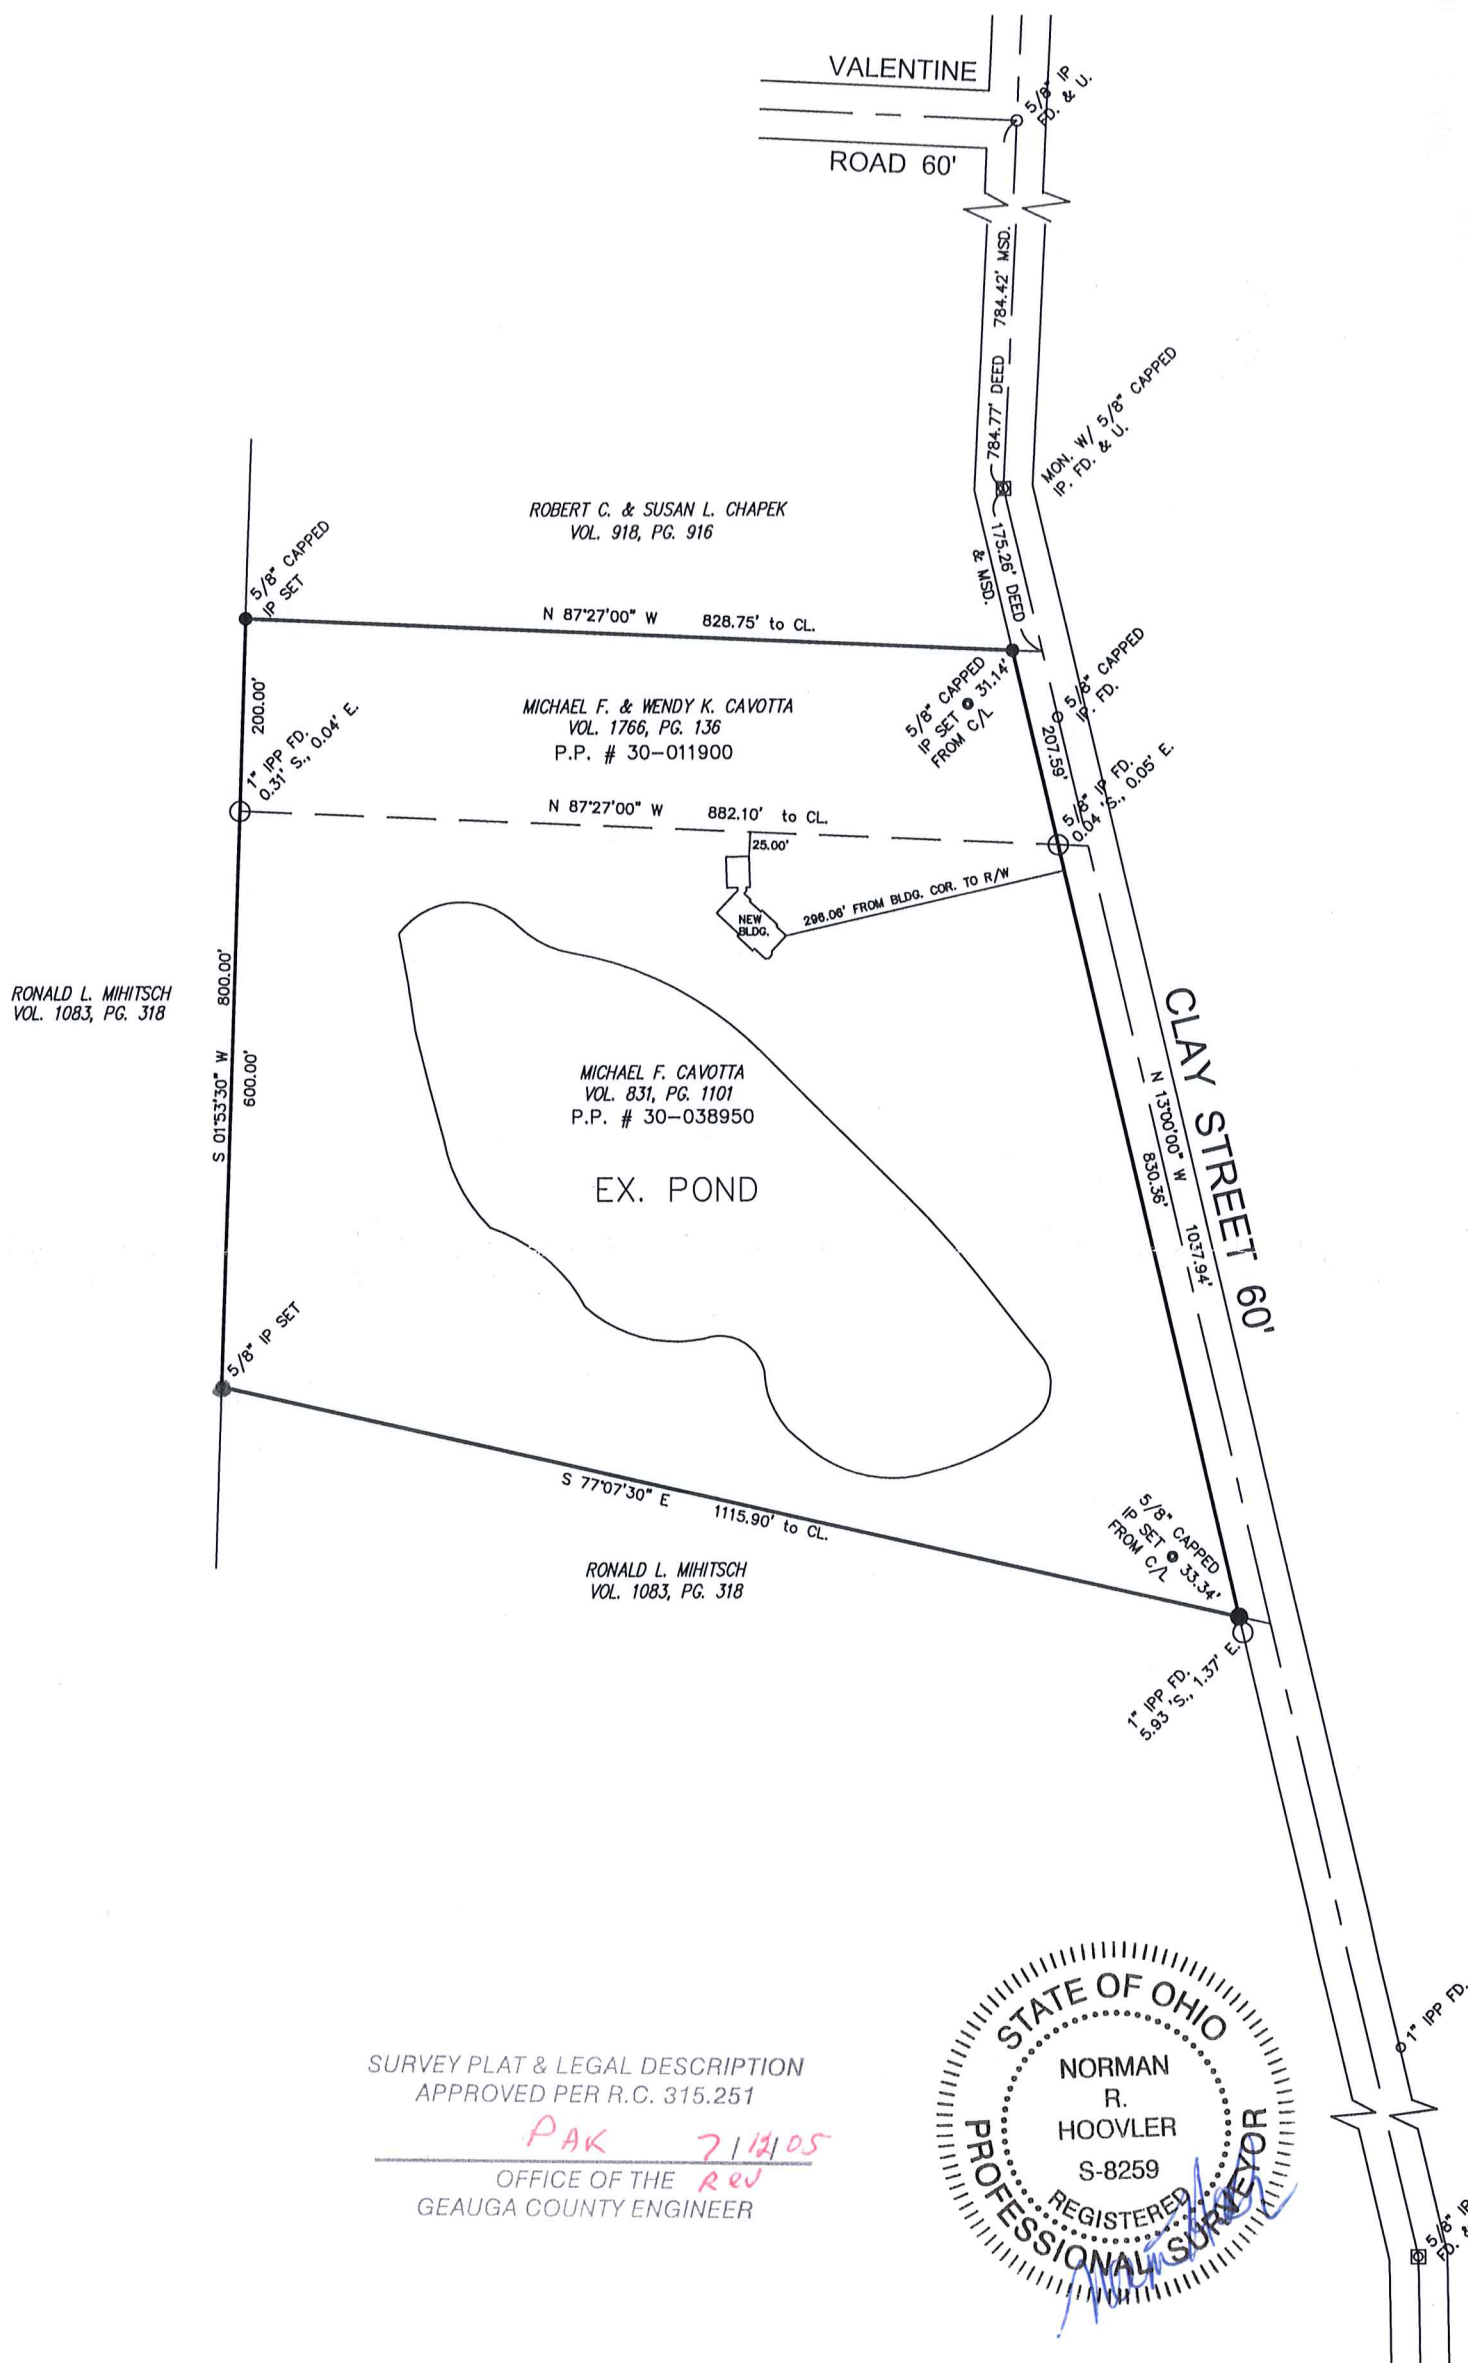 VALENTINE
ROAD 60'
5/8" IP
FD. & U.
784.77' DEED 784.42' MSD.
MON. W/ 5/8" CAPPED
IP. FD. & U.
175.26' DEED
& MSD.
ROBERT C. & SUSAN L. CHAPEK
VOL. 918, PG. 916
5/8" CAPPED
IP SET
N 87°27'00" W 828.75' to CL.
5/8" CAPPED
IP SET @ 31.14'
FROM C/L
5/8" CAPPED
IP. FD.
207.59'
200.00'
MICHAEL F. & WENDY K. CAVOTTA
VOL. 1766, PG. 136
P.P. # 30-011900
1" IPP FD.
0.31' S., 0.04' E.
5/8" IP FD.
0.04 'S., 0.05' E.
N 87°27'00" W 882.10' to CL.
25.00'
NEW
BLDG.
296.06' FROM BLDG. COR. TO R/W
RONALD L. MIHITSCH
VOL. 1083, PG. 318
S 01°53'30" W 800.00'
600.00'
MICHAEL F. CAVOTTA
VOL. 831, PG. 1101
P.P. # 30-038950
EX. POND
CLAY STREET 60'
N 13°00'00" W 1037.94'
830.36'
5/8" IP SET
S 77°07'30" E 1115.90' to CL.
RONALD L. MIHITSCH
VOL. 1083, PG. 318
5/8" CAPPED
IP SET @ 33.34'
FROM C/L
1" IPP FD.
5.93 'S., 1.37' E.
1" IPP FD.
5/8" IP
FD. &
SURVEY PLAT & LEGAL DESCRIPTION
APPROVED PER R.C. 315.251
PAK 7/12/05
OFFICE OF THE Rev
GEAUGA COUNTY ENGINEER
STATE OF OHIO
NORMAN
R.
HOOVLER
S-8259
REGISTERED
PROFESSIONAL SURVEYOR